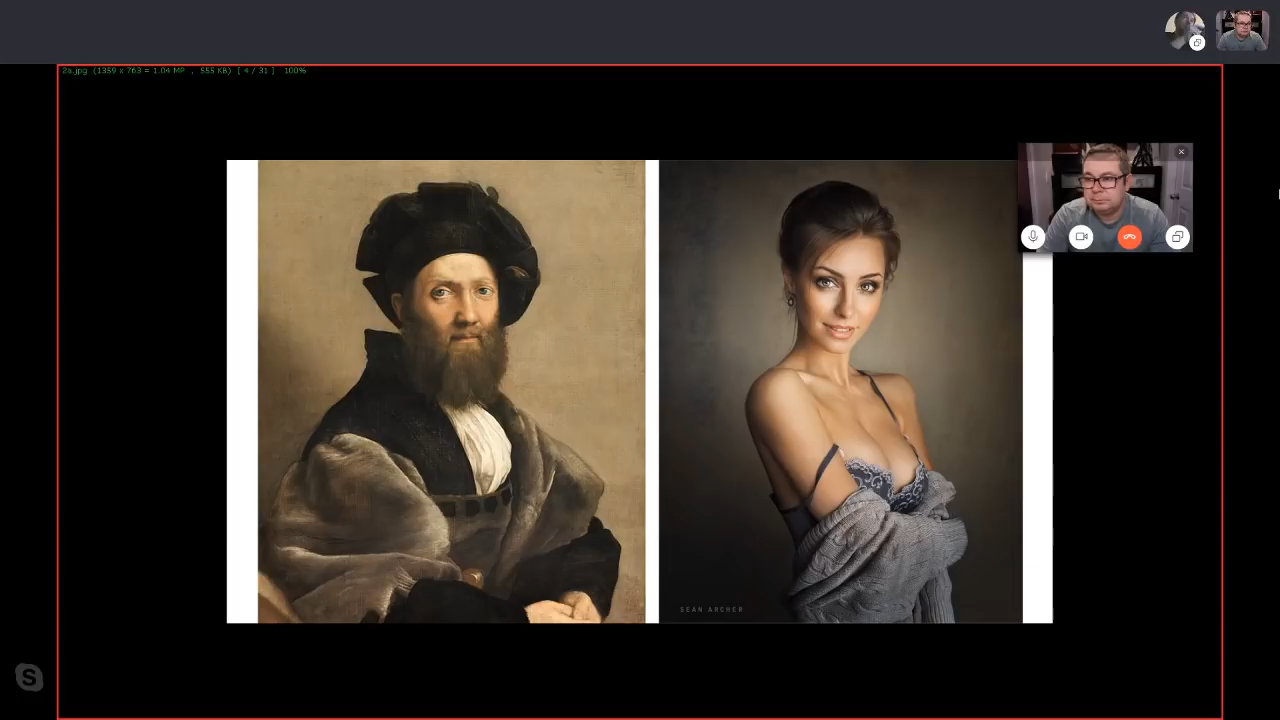 2a.jpg (1359 x 763 = 1.04 MP , 555 KB) [ 4 / 31 ] 100%
SEAN ARCHER
S